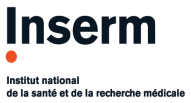 Inserm
Institut national
de la santé et de la recherche médicale